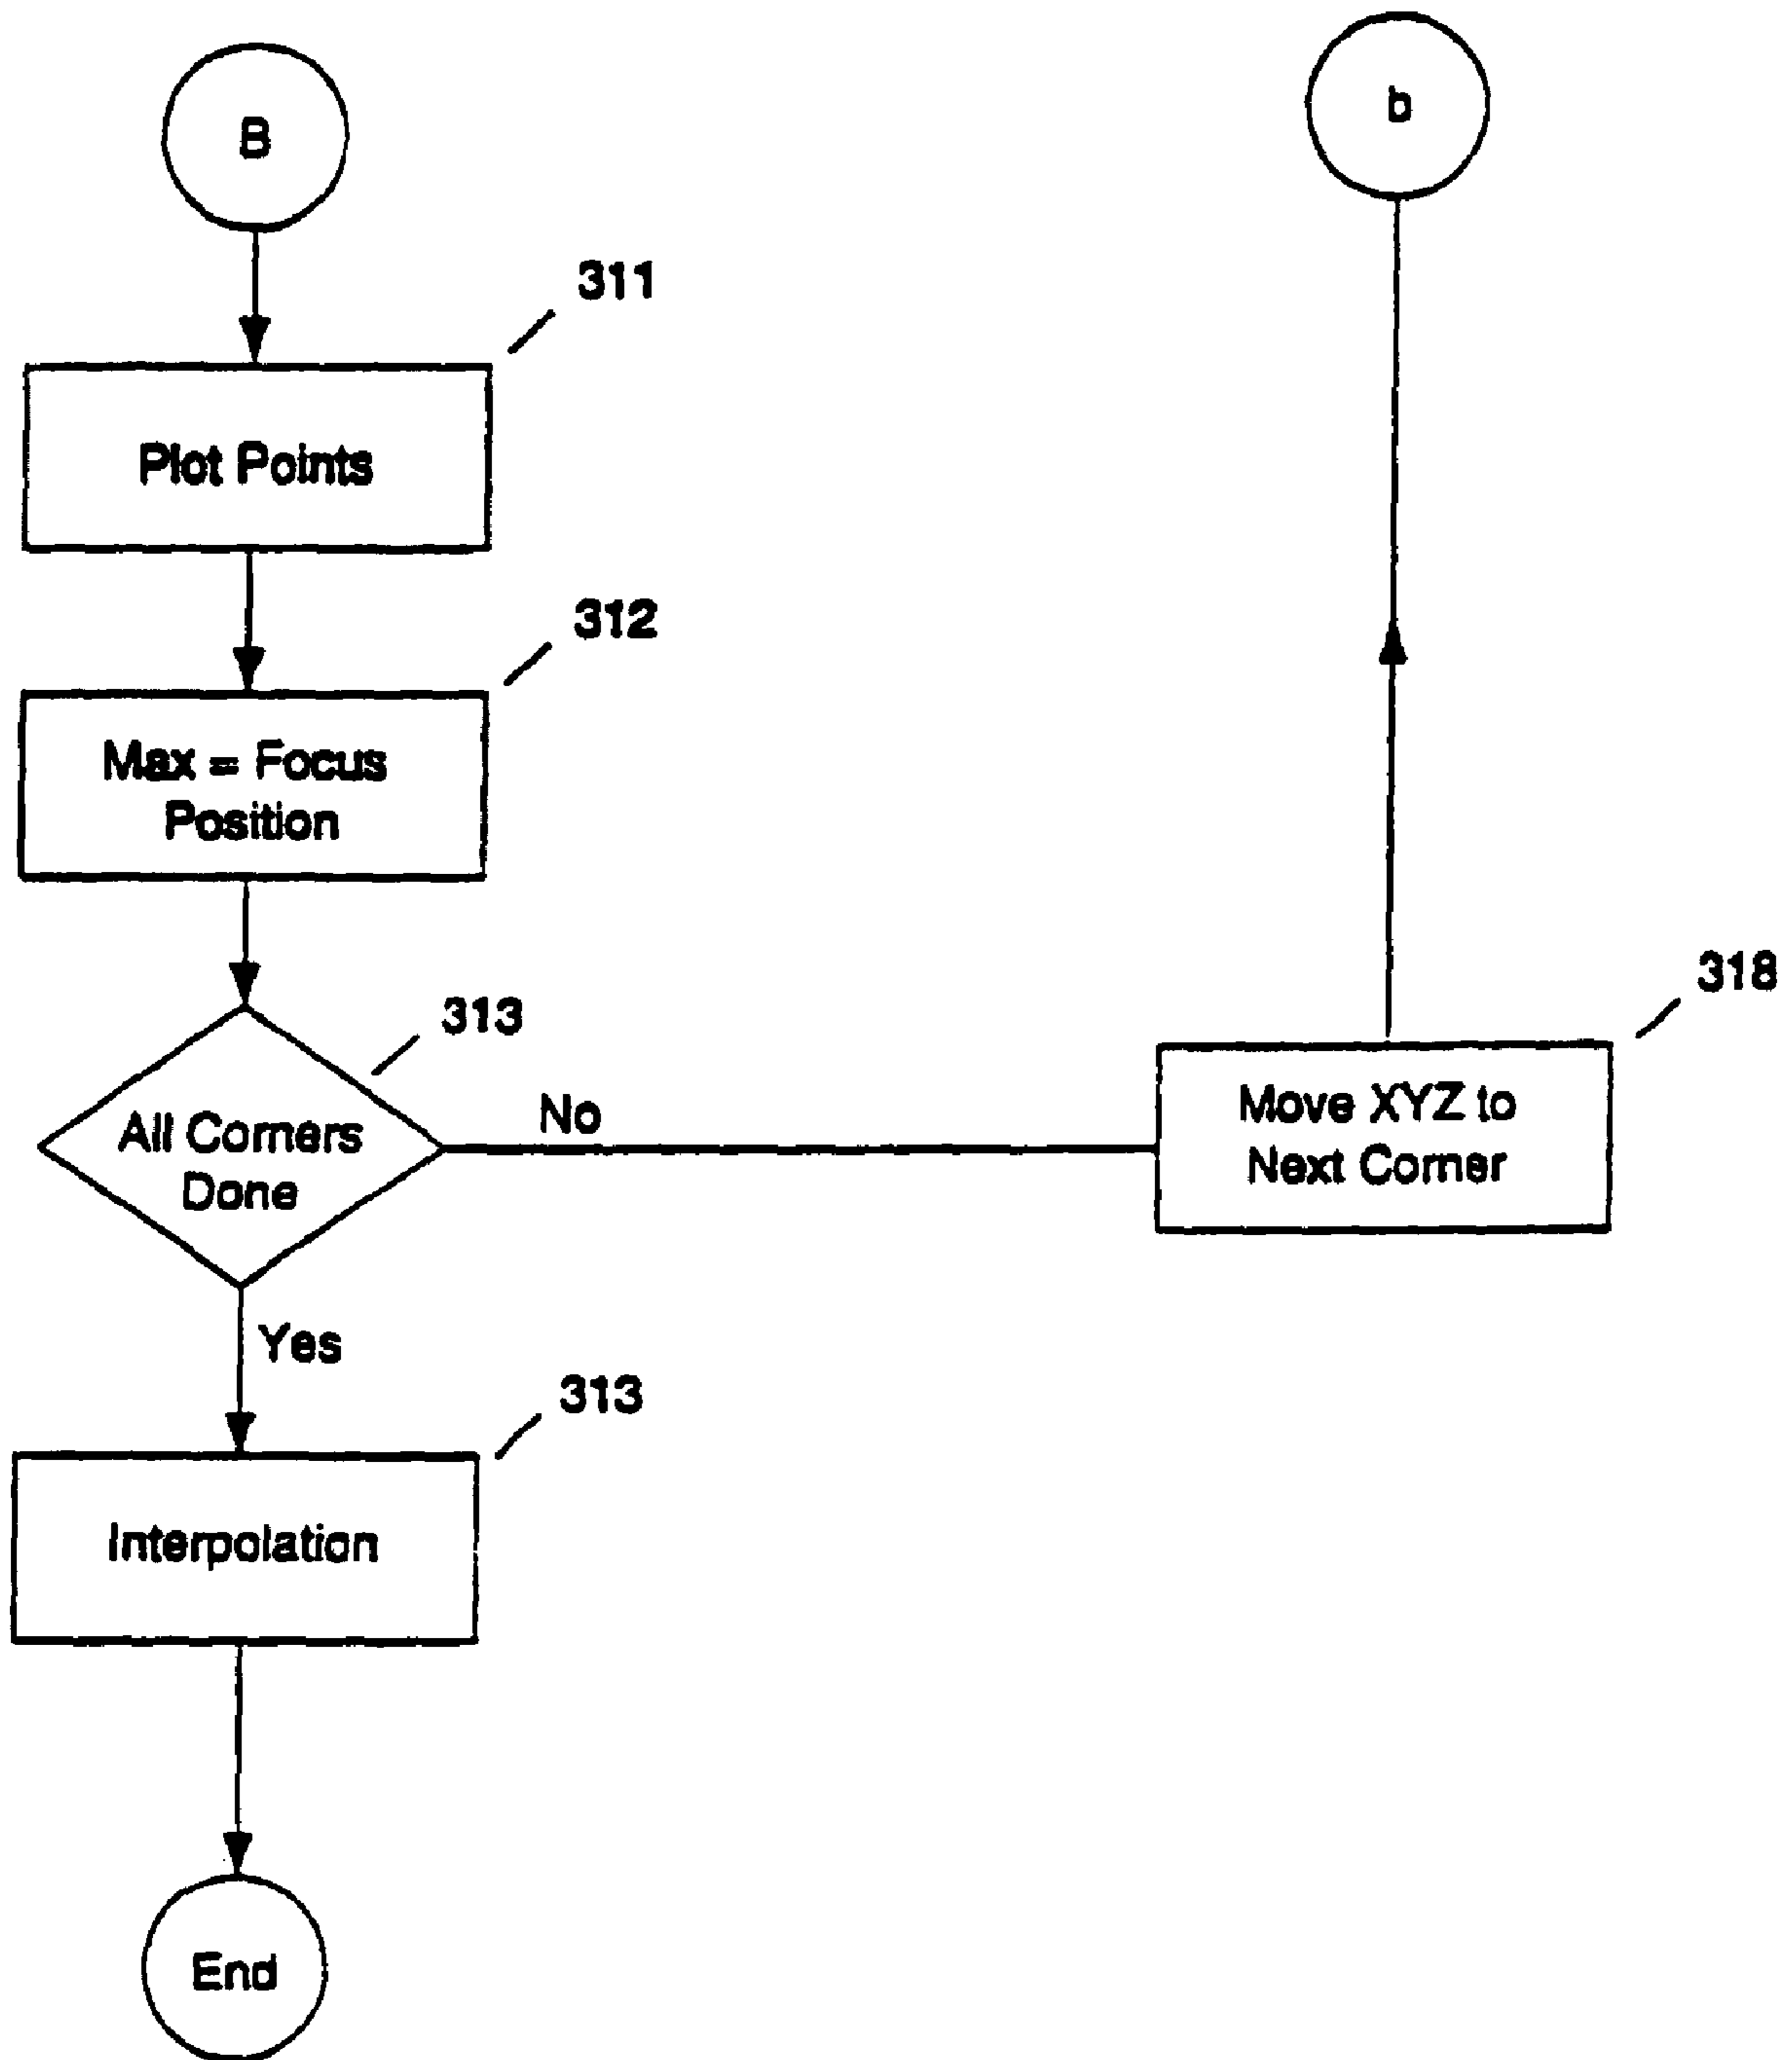 B
b
311
Plot Points
312
Max = Focus
Position
313
All Corners
Done
No
318
Move XYZ to
Next Corner
Yes
313
Interpolation
End